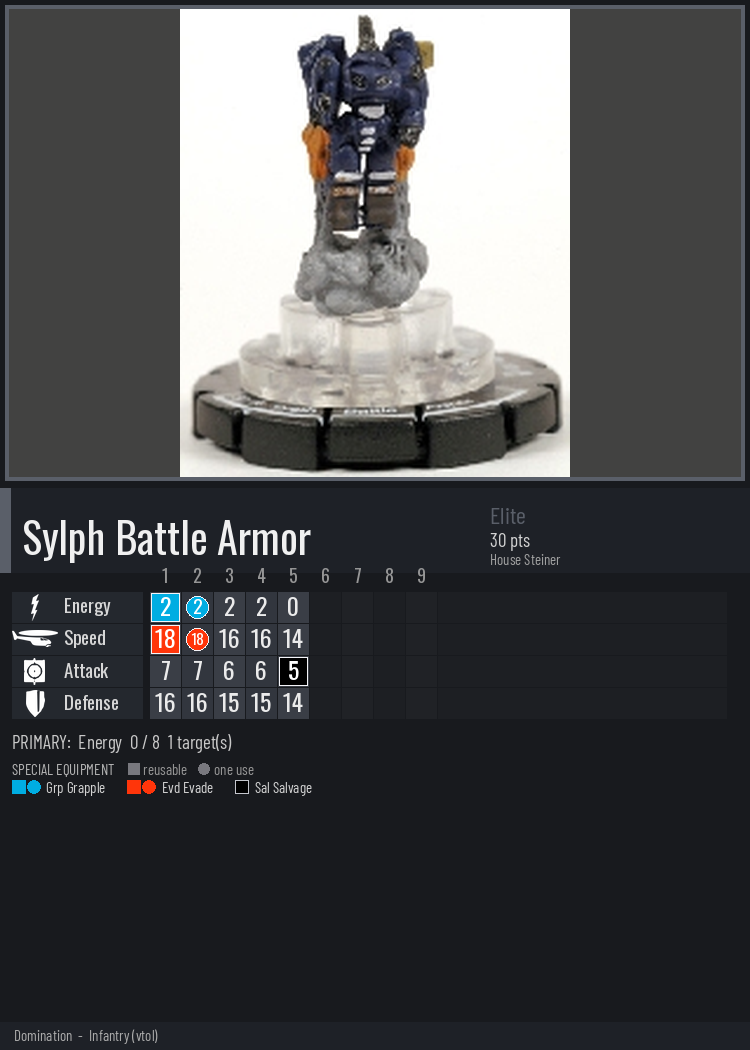 Sylph Battle Armor
Elite
30 pts
House Steiner
1 2 3 4 5 6 7 8 9
Energy 2 2 2 2 0
Speed 18 18 16 16 14
Attack 7 7 6 6 5
Defense 16 16 15 15 14
PRIMARY: Energy 0 / 8 1 target(s)
SPECIAL EQUIPMENT reusable one use
Grp Grapple Evd Evade Sal Salvage
Domination - Infantry (vtol)